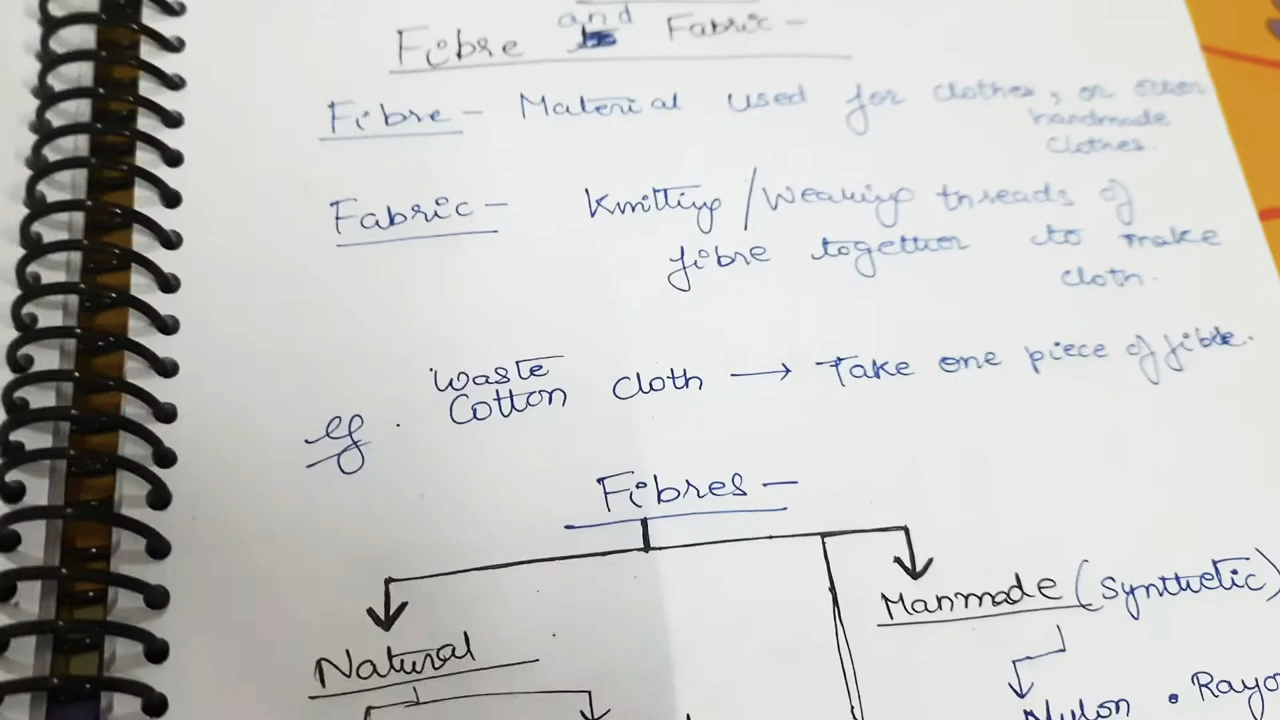 Fibre and Fabric -
Fibre - Material used for clothes, or other
handmade
clothes.
Fabric - Knitting / Weaving threads of
fibre together to make
cloth.
waste
eg. Cotton cloth → Take one piece of fibre.
Fibres -
Natural
Manmade (Synthetic)
Nylon • Rayo